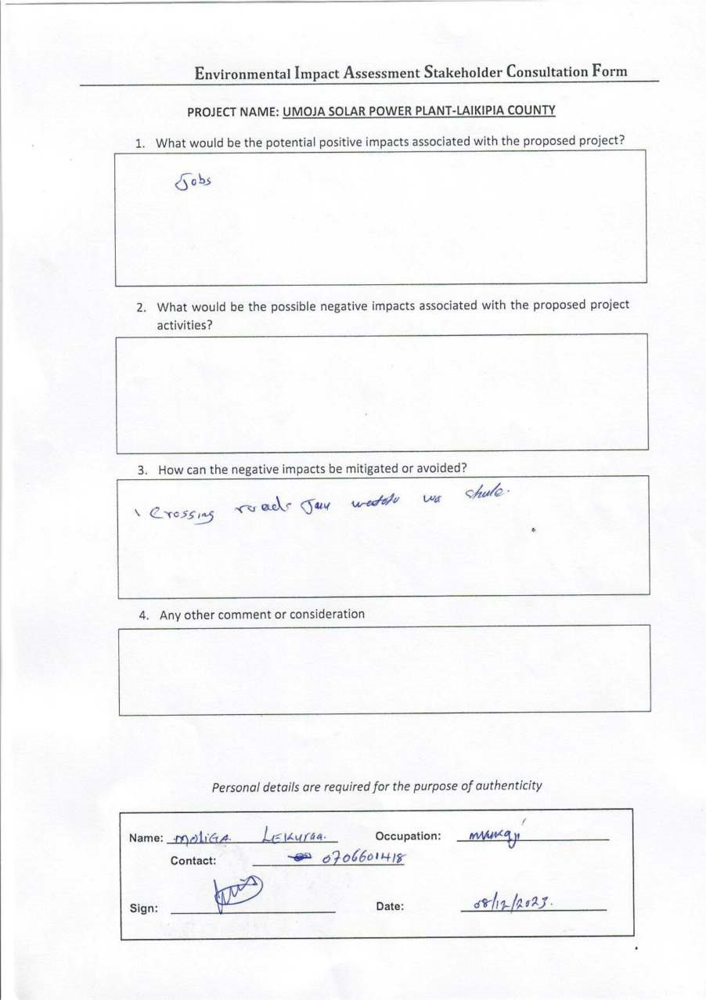 Environmental Impact Assessment Stakeholder Consultation Form
PROJECT NAME: UMOJA SOLAR POWER PLANT-LAIKIPIA COUNTY
1. What would be the potential positive impacts associated with the proposed project?
Jobs
2. What would be the possible negative impacts associated with the proposed project
activities?
3. How can the negative impacts be mitigated or avoided?
Crossing roads watoto wa shule.
4. Any other comment or consideration
Personal details are required for the purpose of authenticity
Name: MOLIGA LEKURAA. Occupation:
Contact: 0706601418
Sign: Date: 08/12/2023.